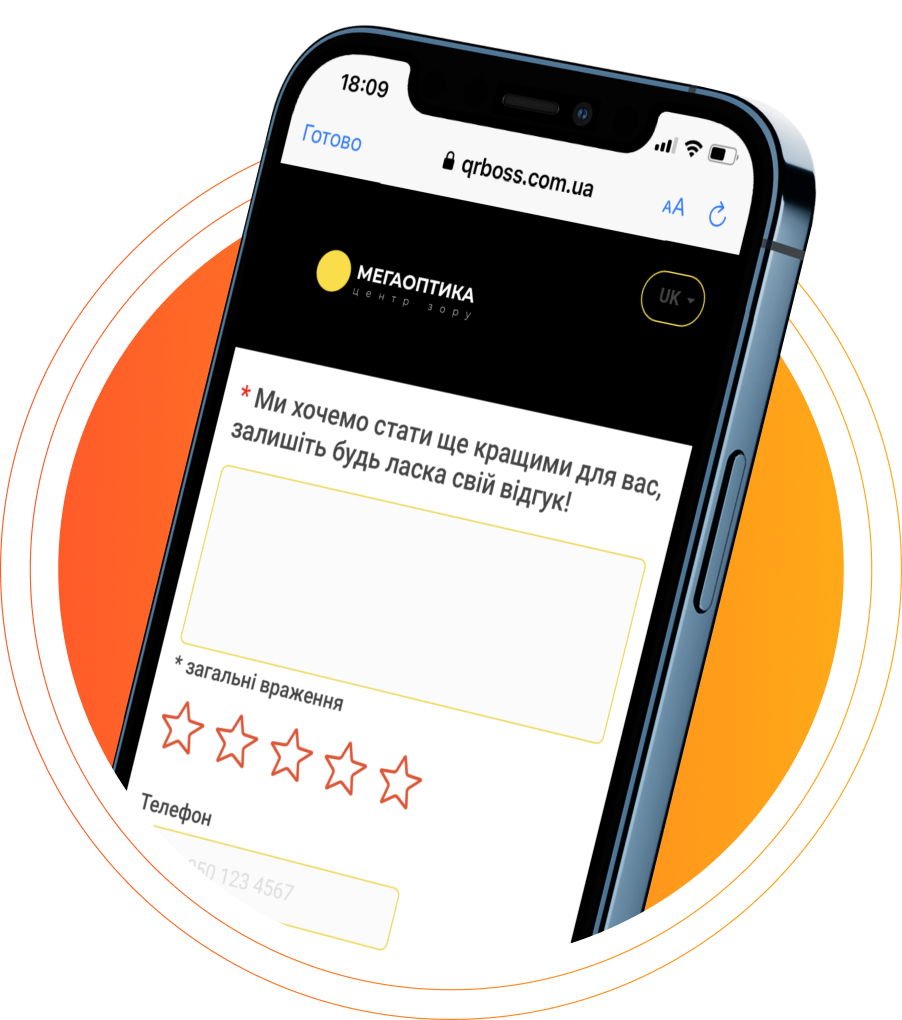 18:09
Готово
qrboss.com.ua
AA
МЕГАОПТИКА
центр зору
UK
* Ми хочемо стати ще кращими для вас,
залишіть будь ласка свій відгук!
* загальні враження
Телефон
050 123 4567